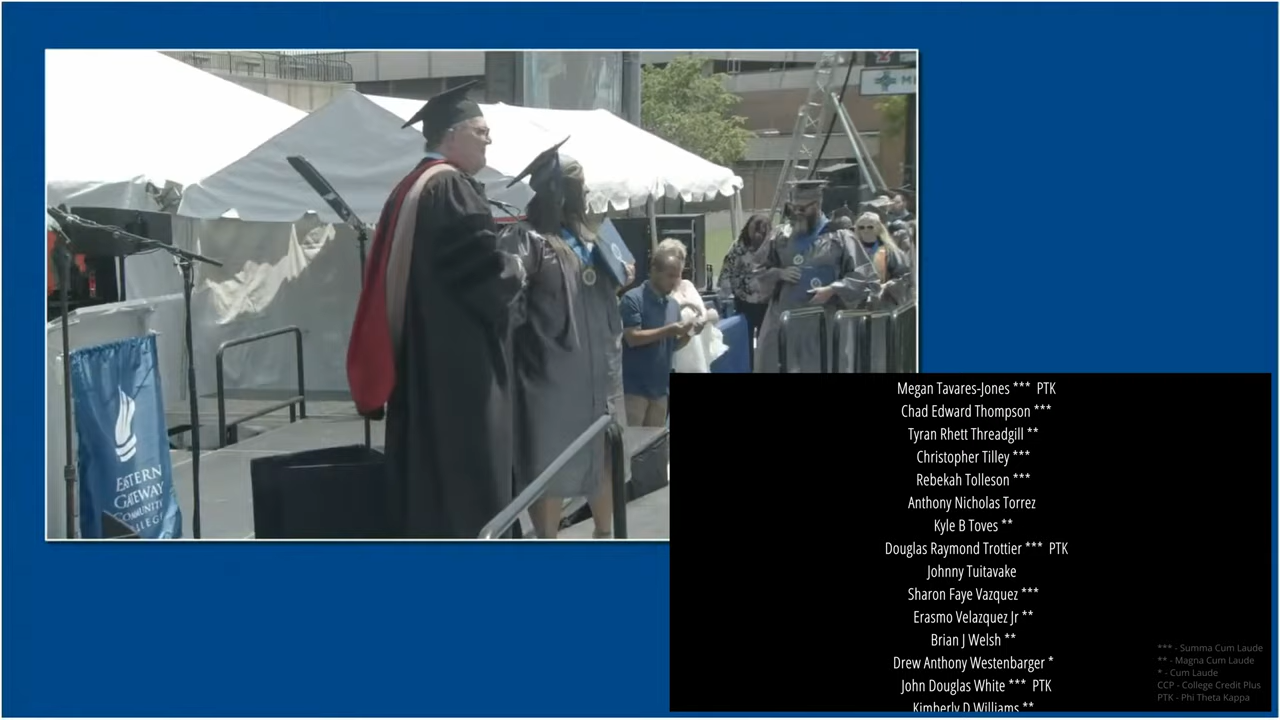 EASTERN
GATEWAY
COMMUNITY
COLLEGE
Megan Tavares-Jones *** PTK
Chad Edward Thompson ***
Tyran Rhett Threadgill **
Christopher Tilley ***
Rebekah Tolleson ***
Anthony Nicholas Torrez
Kyle B Toves **
Douglas Raymond Trottier *** PTK
Johnny Tuitavake
Sharon Faye Vazquez ***
Erasmo Velazquez Jr **
Brian J Welsh **
Drew Anthony Westenbarger *
John Douglas White *** PTK
Kimberly D Williams **
*** - Summa Cum Laude
** - Magna Cum Laude
* - Cum Laude
CCP - College Credit Plus
PTK - Phi Theta Kappa